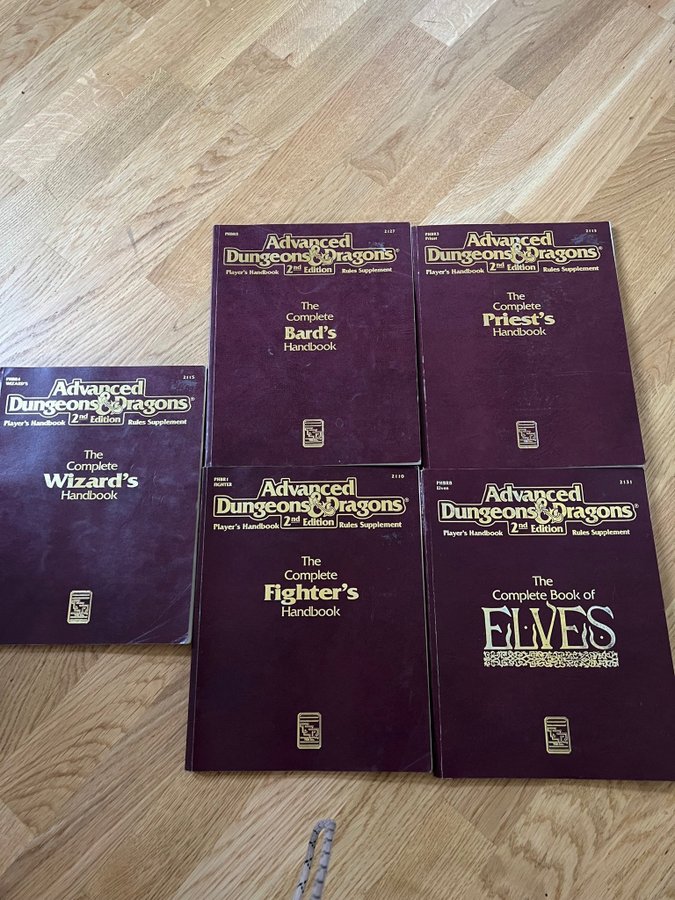 PHBR9
2127
Advanced
Dungeons & Dragons®
Player's Handbook 2nd Edition Rules Supplement
The
Complete
Bard's
Handbook
PHBR3
Priest
2113
Advanced
Dungeons & Dragons®
Player's Handbook 2nd Edition Rules Supplement
The
Complete
Priest's
Handbook
PHBR4
WIZARD'S
2115
Advanced
Dungeons & Dragons®
Player's Handbook 2nd Edition Rules Supplement
The
Complete
Wizard's
Handbook
PHBR1
FIGHTER
2110
Advanced
Dungeons & Dragons®
Player's Handbook 2nd Edition Rules Supplement
The
Complete
Fighter's
Handbook
PHBR8
Elves
2131
Advanced
Dungeons & Dragons®
Player's Handbook 2nd Edition Rules Supplement
The
Complete Book of
ELVES